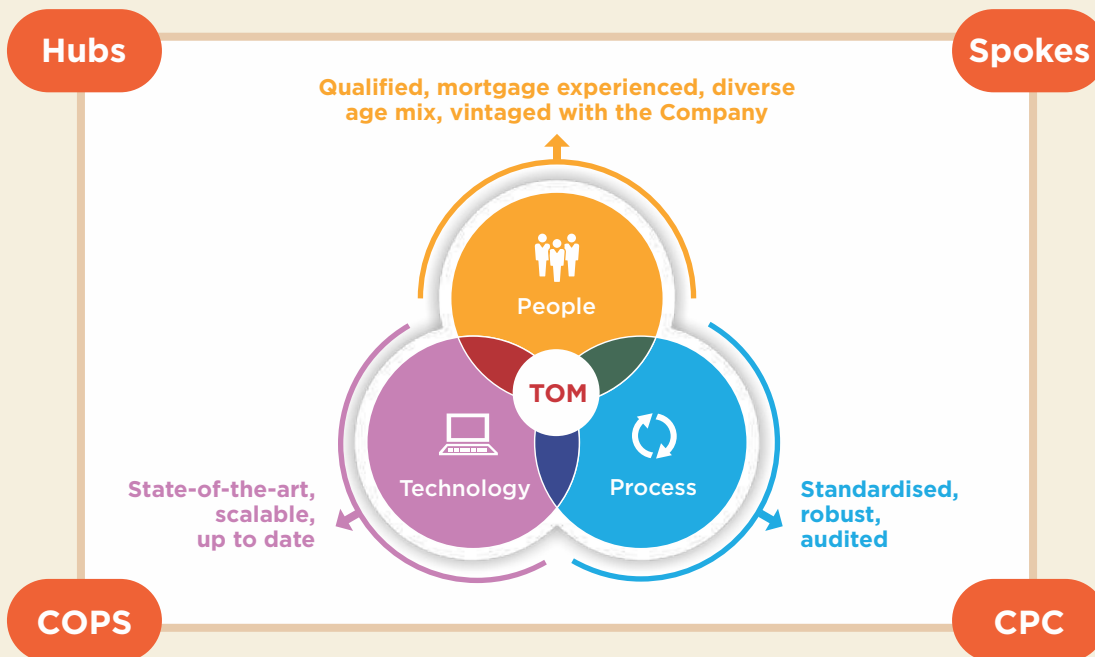 Hubs
Spokes
Qualified, mortgage experienced, diverse
age mix, vintaged with the Company
People
TOM
Technology
Process
State-of-the-art,
scalable,
up to date
Standardised,
robust,
audited
COPS
CPC